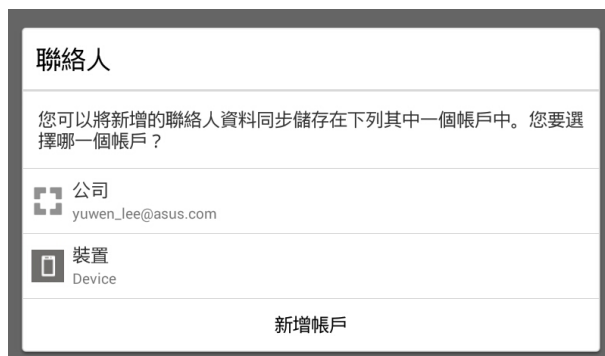 聯絡人
您可以將新增的聯絡人資料同步儲存在下列其中一個帳戶中。您要選
擇哪一個帳戶？
公司
yuwen_lee@asus.com
裝置
Device
新增帳戶